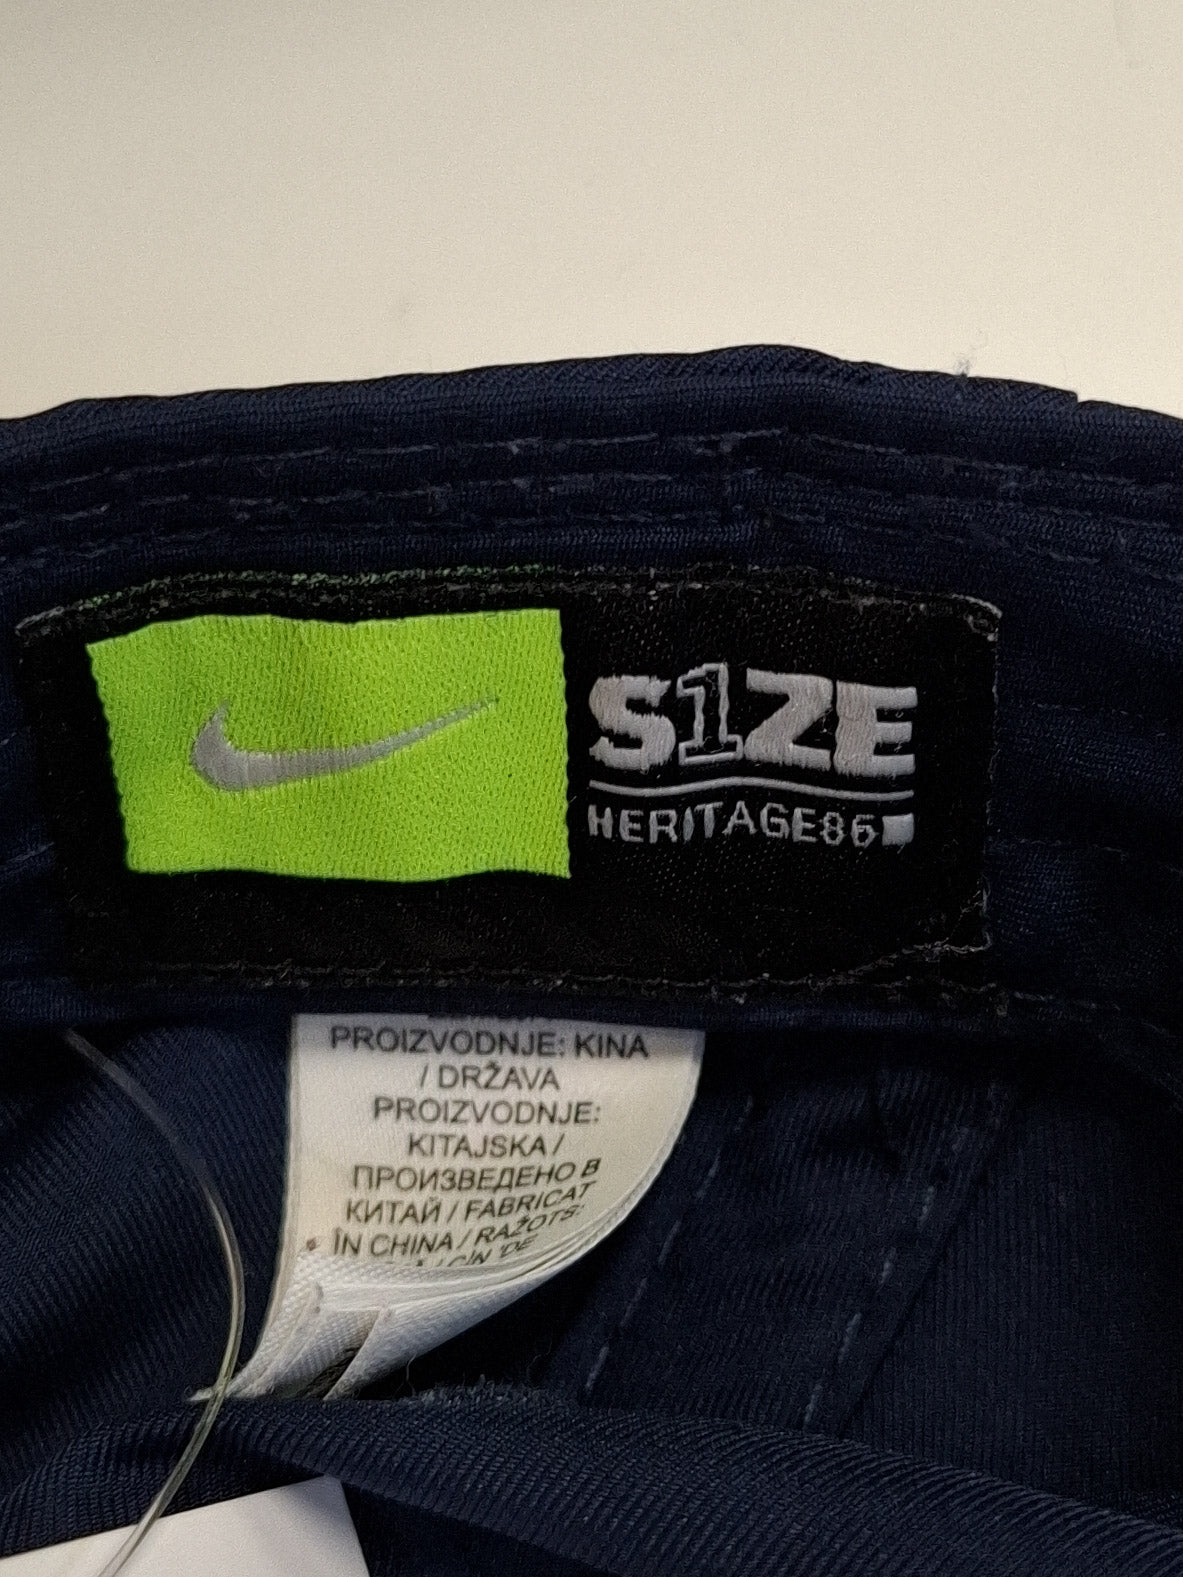 S1ZE
HERITAGE86
PROIZVODNJE: KINA
/ DRŽAVA
PROIZVODNJE:
KITAJSKA /
ПРОИЗВЕДЕНО В
КИТАЙ / FABRICAT
ÎN CHINA / RAŽOTS: